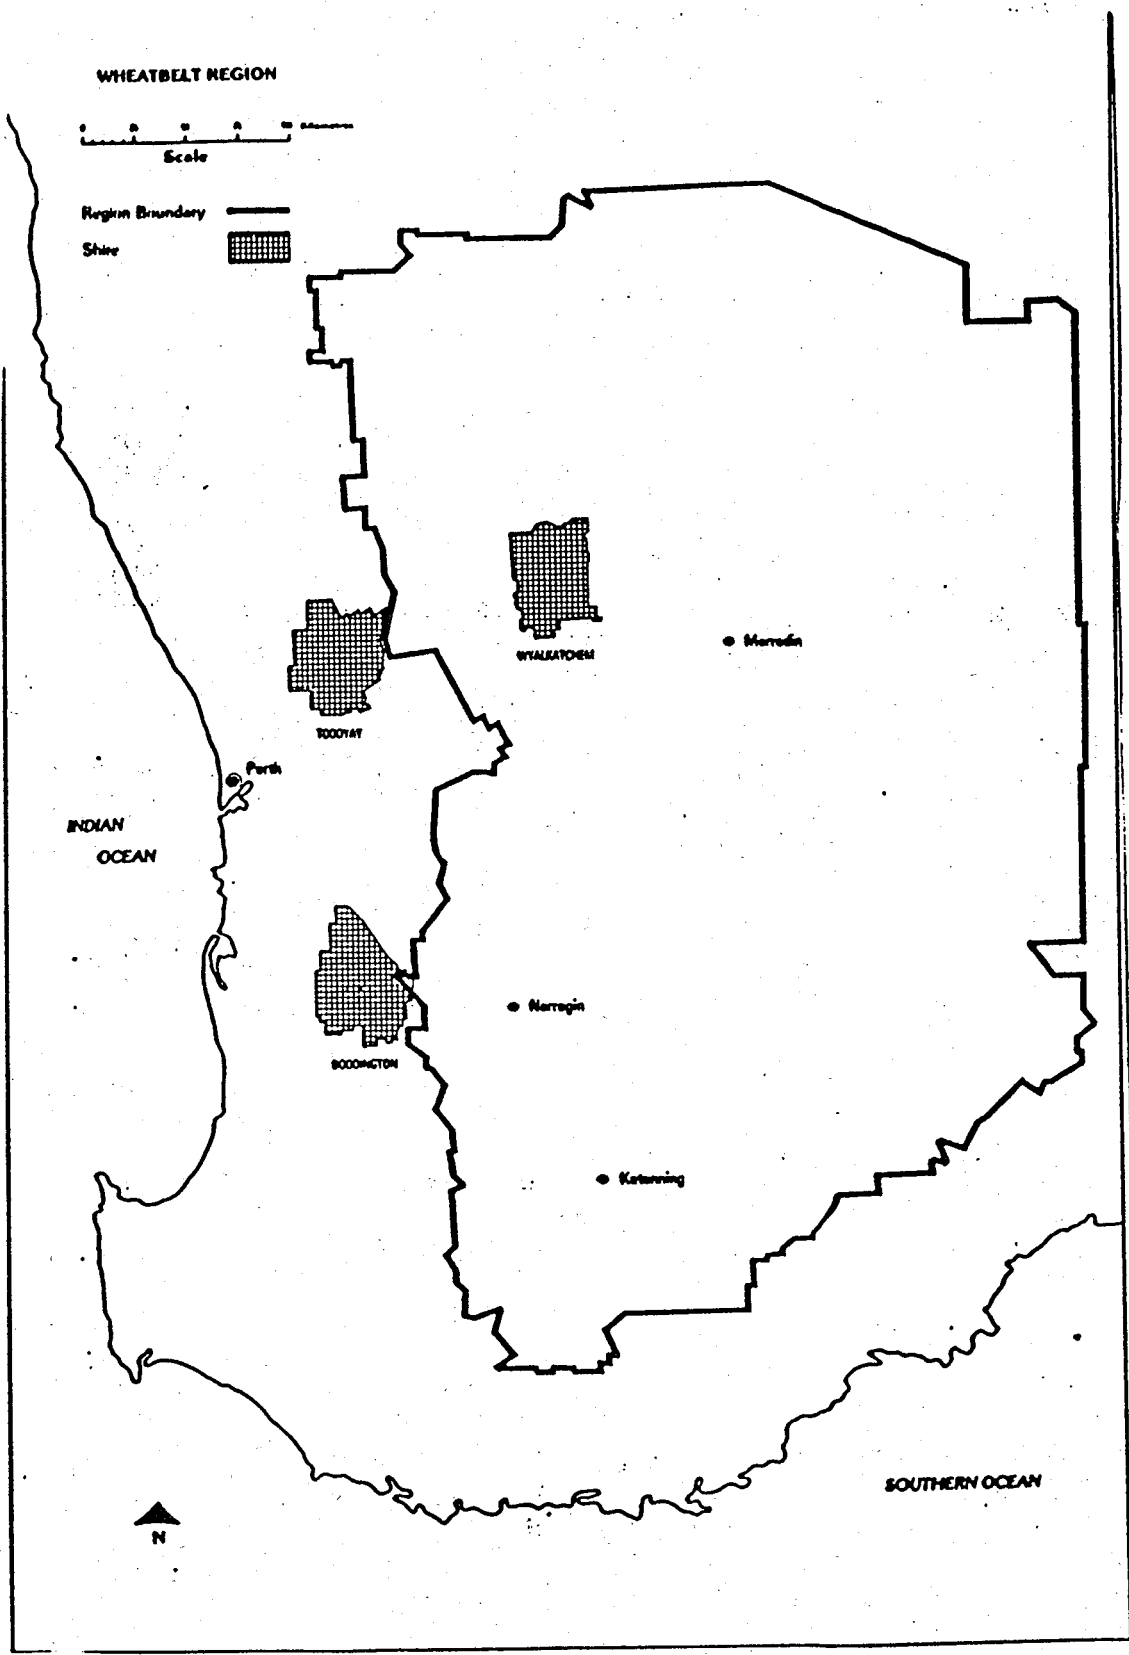 WHEATBELT REGION
Scale
Region Boundary
Shire
WYALKATCHEM
Merredin
TOODYAY
Perth
INDIAN
OCEAN
Narrogin
BODDINGTON
Katanning
SOUTHERN OCEAN
N